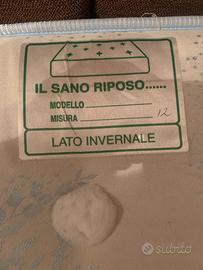 IL SANO RIPOSO......
MODELLO
MISURA 12
LATO INVERNALE
subito